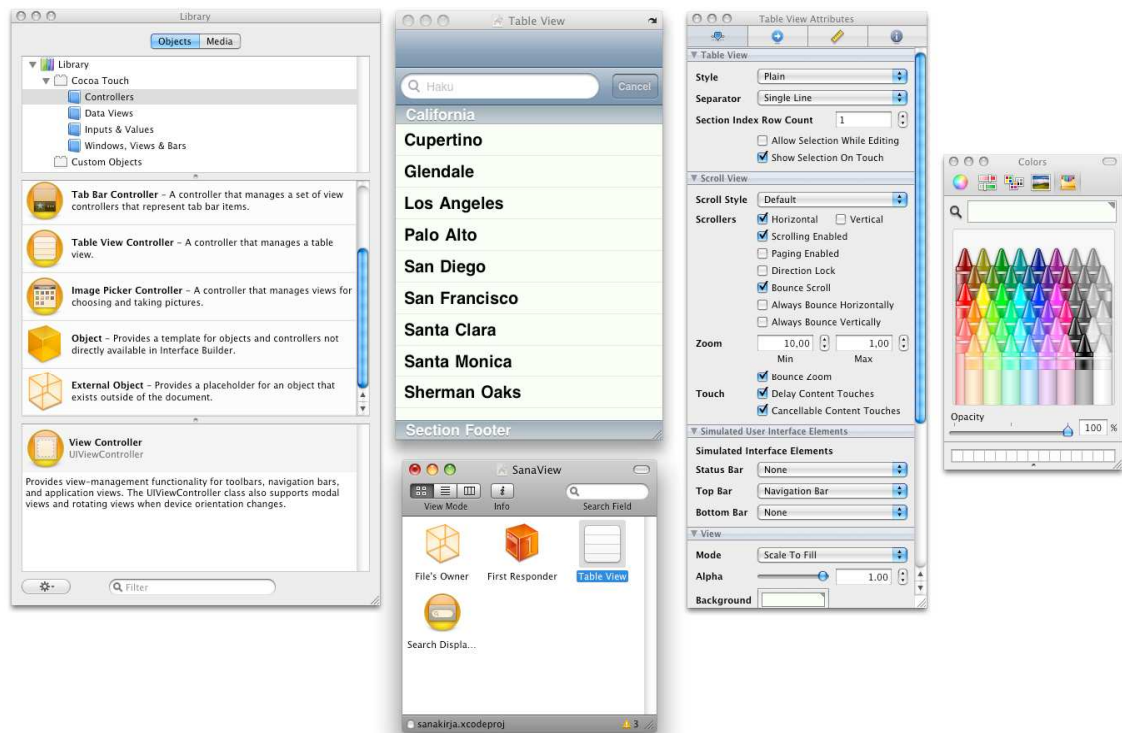 Library
Objects Media
Library
Cocoa Touch
Controllers
Data Views
Inputs & Values
Windows, Views & Bars
Custom Objects
Tab Bar Controller – A controller that manages a set of view
controllers that represent tab bar items.
Table View Controller – A controller that manages a table
view.
Image Picker Controller – A controller that manages views for
choosing and taking pictures.
Object – Provides a template for objects and controllers not
directly available in Interface Builder.
External Object – Provides a placeholder for an object that
exists outside of the document.
View Controller
UIViewController
Provides view-management functionality for toolbars, navigation bars,
and application views. The UIViewController class also supports modal
views and rotating views when device orientation changes.
Filter
Table View
Haku Cancel
California
Cupertino
Glendale
Los Angeles
Palo Alto
San Diego
San Francisco
Santa Clara
Santa Monica
Sherman Oaks
Section Footer
SanaView
View Mode Info Search Field
File's Owner First Responder Table View
Search Displa...
sanakirja.xcodeproj 3
Table View Attributes
Table View
Style Plain
Separator Single Line
Section Index Row Count 1
Allow Selection While Editing
Show Selection On Touch
Scroll View
Scroll Style Default
Scrollers Horizontal Vertical
Scrolling Enabled
Paging Enabled
Direction Lock
Bounce Scroll
Always Bounce Horizontally
Always Bounce Vertically
Zoom 10,00 1,00
Min Max
Bounce Zoom
Touch Delay Content Touches
Cancellable Content Touches
Simulated User Interface Elements
Simulated Interface Elements
Status Bar None
Top Bar Navigation Bar
Bottom Bar None
View
Mode Scale To Fill
Alpha 1.00
Background
Colors
Opacity
100 %